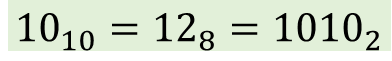 10₁₀ = 12₈ = 1010₂